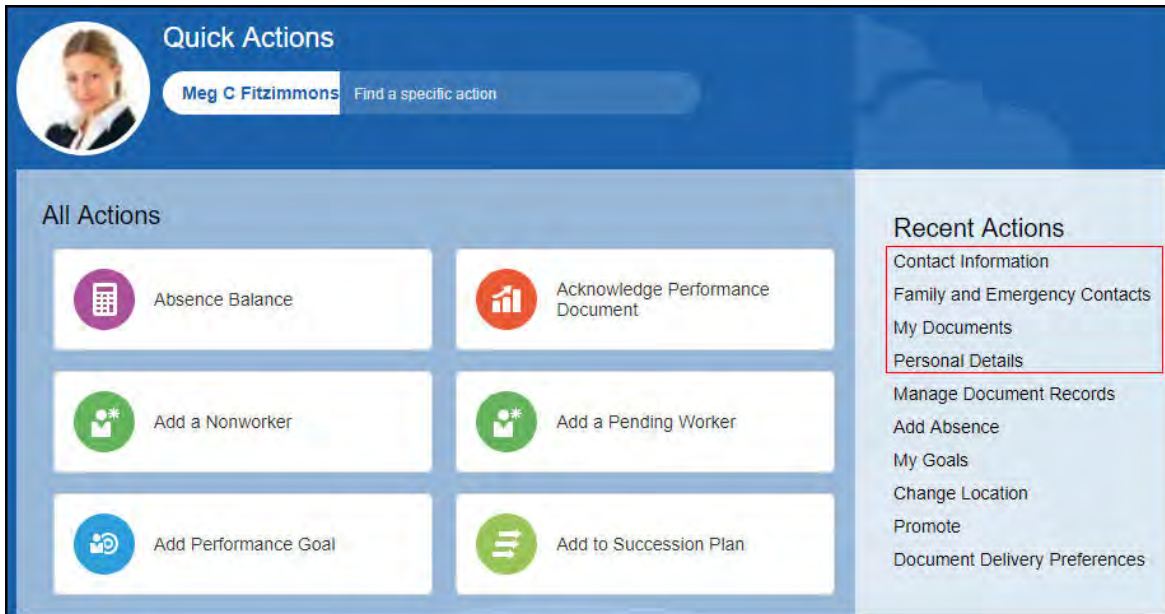 Quick Actions
Meg C Fitzimmons Find a specific action
All Actions
Absence Balance
Acknowledge Performance
Document
Add a Nonworker
Add a Pending Worker
Add Performance Goal
Add to Succession Plan
Recent Actions
Contact Information
Family and Emergency Contacts
My Documents
Personal Details
Manage Document Records
Add Absence
My Goals
Change Location
Promote
Document Delivery Preferences